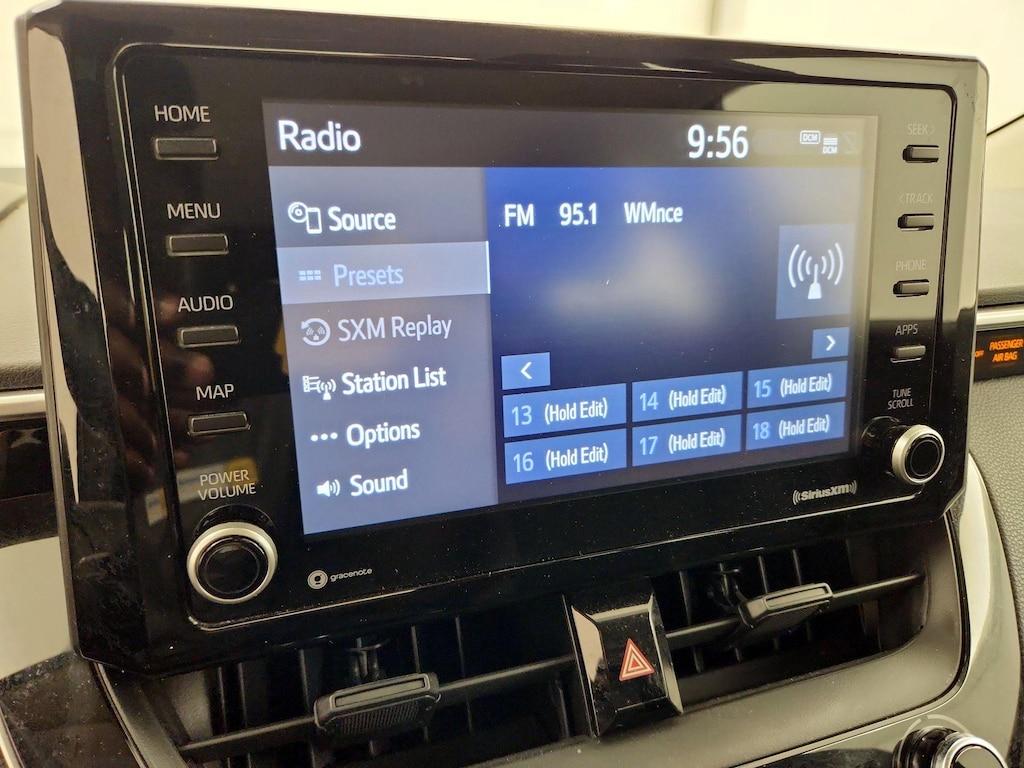 HOME
MENU
AUDIO
MAP
POWER
VOLUME
Radio
9:56
DCM
DCM
Source
Presets
SXM Replay
Station List
Options
Sound
FM 95.1 WMnce
<
>
13 (Hold Edit)
14 (Hold Edit)
15 (Hold Edit)
16 (Hold Edit)
17 (Hold Edit)
18 (Hold Edit)
SEEK >
< TRACK
PHONE
APPS
TUNE
SCROLL
SiriusXM
gracenote
OFF
PASSENGER
AIR BAG